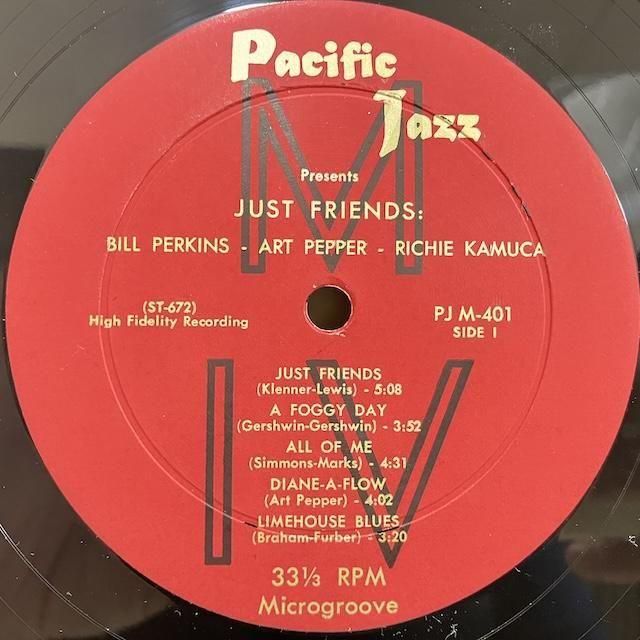 Pacific
Jazz
M
Presents
JUST FRIENDS:
BILL PERKINS - ART PEPPER - RICHIE KAMUCA
(ST-672)
High Fidelity Recording
PJ M-401
SIDE 1
IV
JUST FRIENDS
(Klenner-Lewis) - 5:08
A FOGGY DAY
(Gershwin-Gershwin) - 3:52
ALL OF ME
(Simmons-Marks) - 4:31
DIANE-A-FLOW
(Art Pepper) - 4:02
LIMEHOUSE BLUES
(Braham-Furber) - 3:20
33⅓ RPM
Microgroove